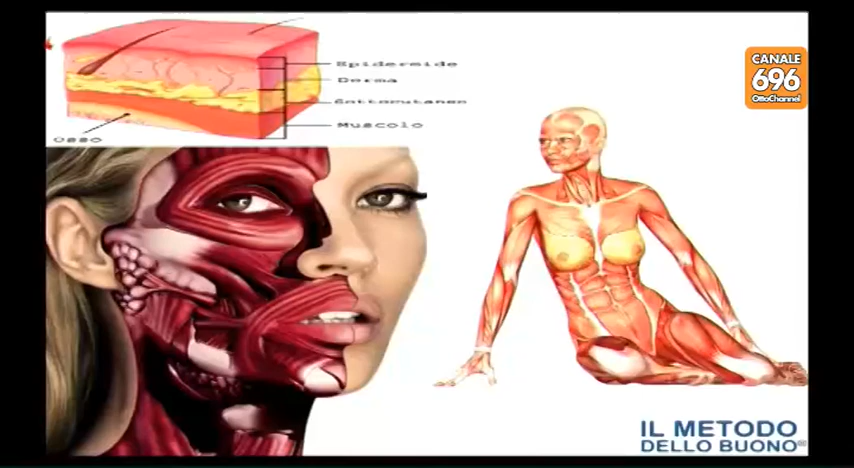 Epidermide
Derma
Sottocutaneo
Muscolo
Osso
CANALE
696
OttoChannel
IL METODO
DELLO BUONO®